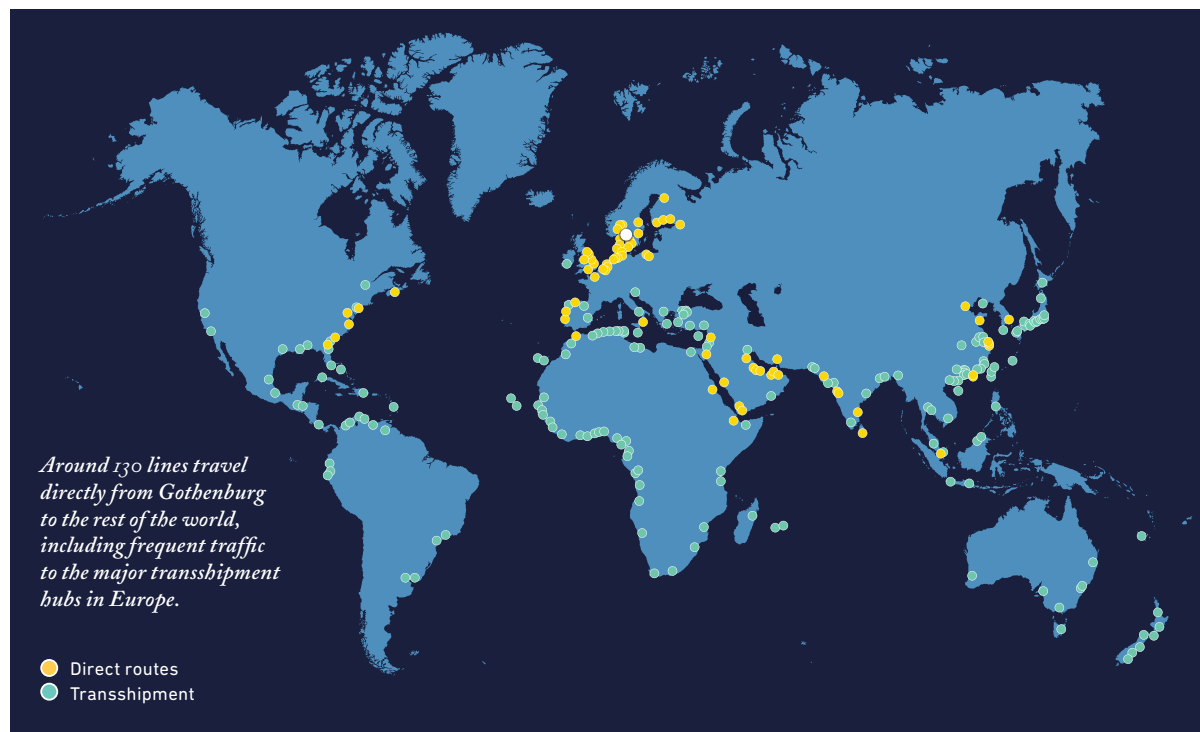 Around 130 lines travel
directly from Gothenburg
to the rest of the world,
including frequent traffic
to the major transshipment
hubs in Europe.
Direct routes
Transshipment